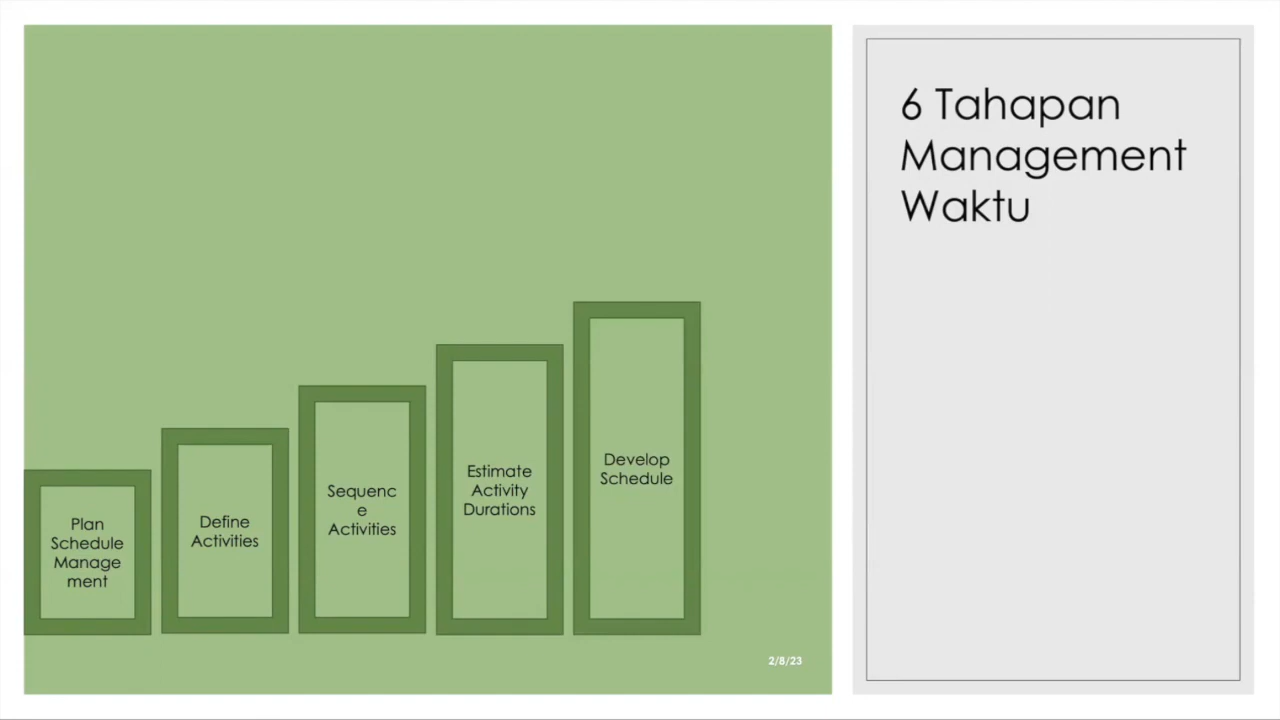 6 Tahapan
Management
Waktu
Plan
Schedule
Manage
ment
Define
Activities
Sequenc
e
Activities
Estimate
Activity
Durations
Develop
Schedule
2/8/23